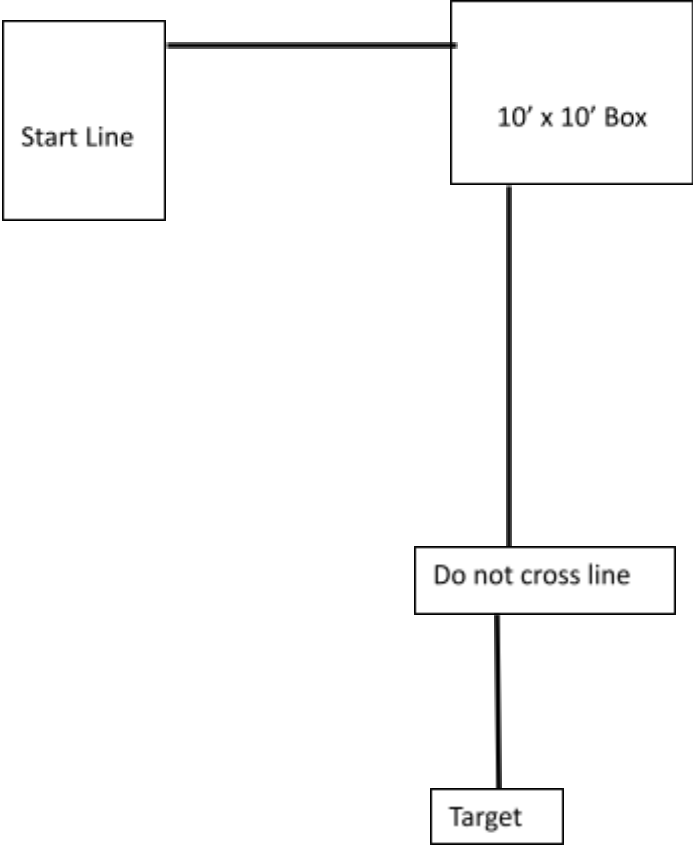 Start Line
10’ x 10’ Box
Do not cross line
Target